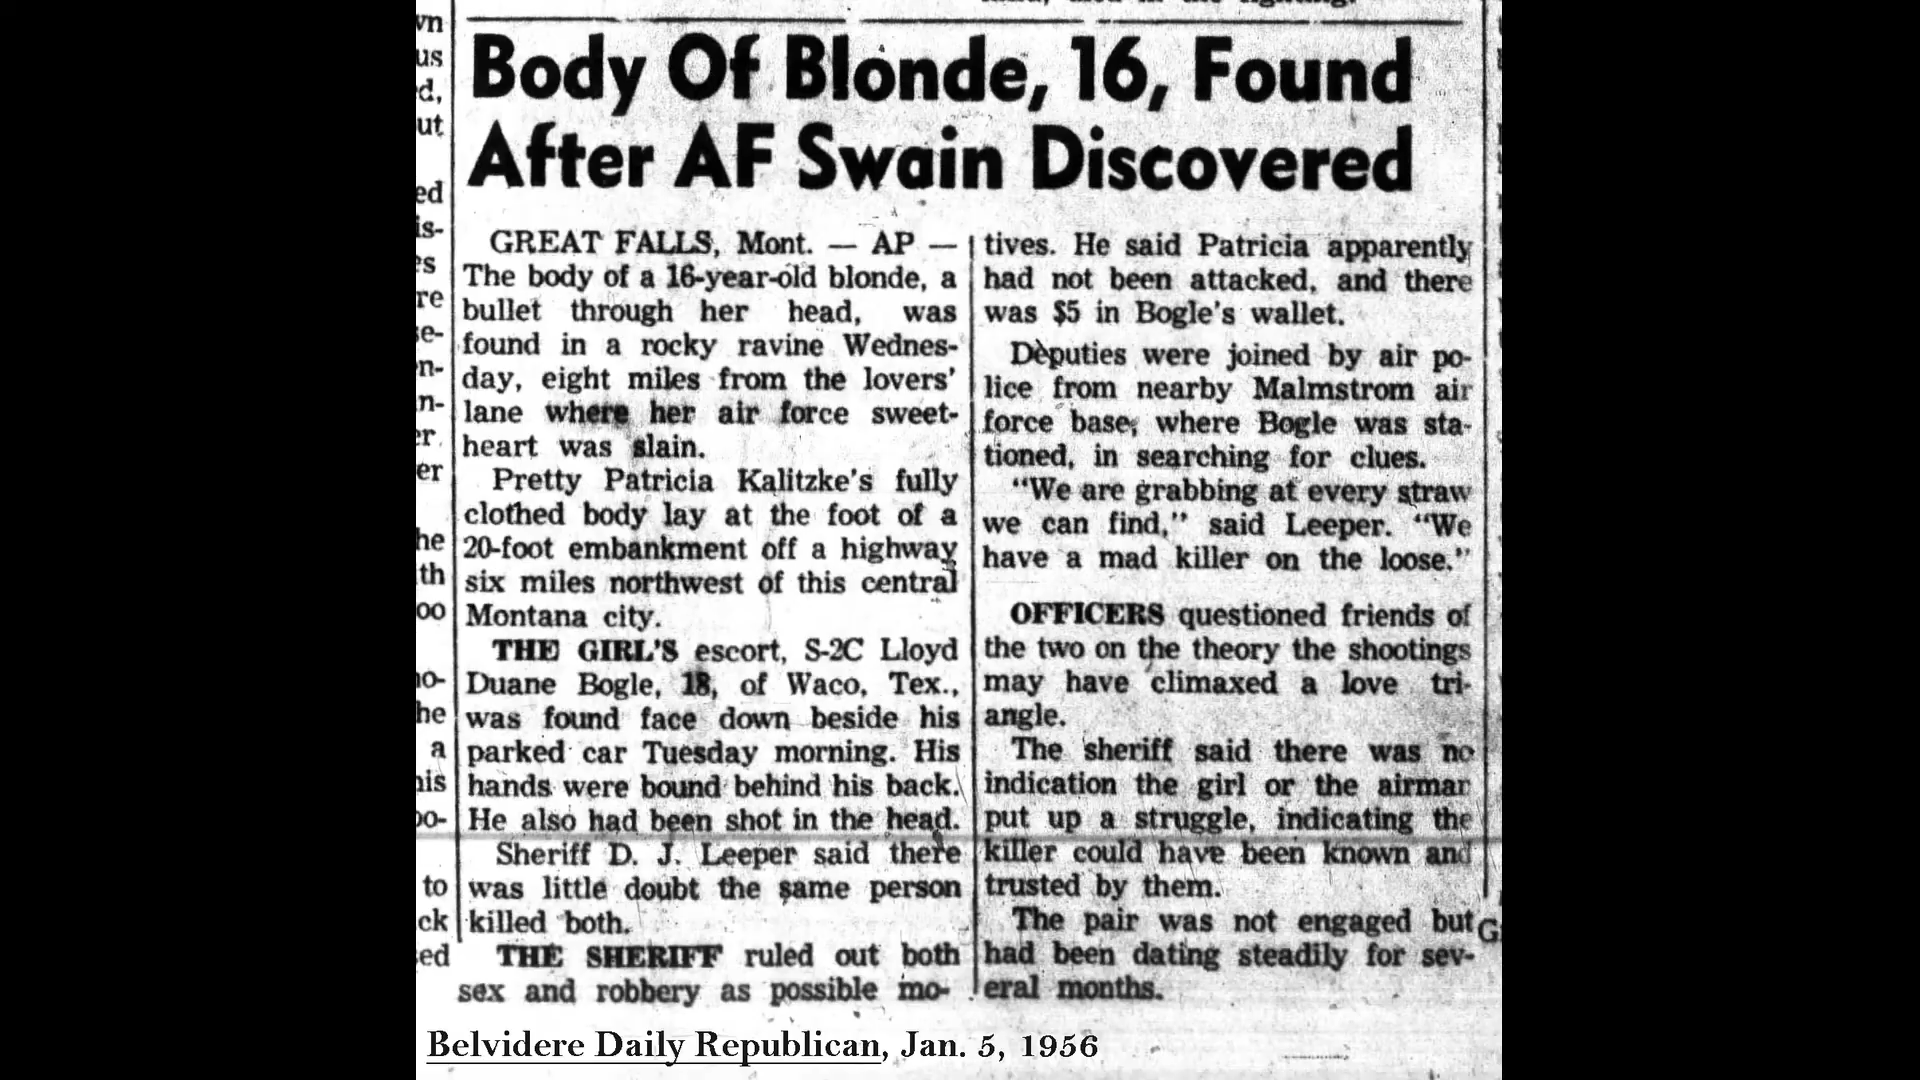 Body Of Blonde, 16, Found
After AF Swain Discovered
GREAT FALLS, Mont. — AP —
The body of a 16-year-old blonde, a
bullet through her head, was
found in a rocky ravine Wednes-
day, eight miles from the lovers'
lane where her air force sweet-
heart was slain.
Pretty Patricia Kalitzke's fully
clothed body lay at the foot of a
20-foot embankment off a highway
six miles northwest of this central
Montana city.
THE GIRL'S escort, S-2C Lloyd
Duane Bogle, 18, of Waco, Tex.,
was found face down beside his
parked car Tuesday morning. His
hands were bound behind his back.
He also had been shot in the head.
Sheriff D. J. Leeper said there
was little doubt the same person
killed both.
THE SHERIFF ruled out both
sex and robbery as possible mo-
tives. He said Patricia apparently
had not been attacked, and there
was $5 in Bogle's wallet.
Deputies were joined by air po-
lice from nearby Malmstrom air
force base, where Bogle was sta-
tioned, in searching for clues.
"We are grabbing at every straw
we can find," said Leeper. "We
have a mad killer on the loose."
OFFICERS questioned friends of
the two on the theory the shootings
may have climaxed a love tri-
angle.
The sheriff said there was no
indication the girl or the airman
put up a struggle, indicating the
killer could have been known and
trusted by them.
The pair was not engaged but
had been dating steadily for sev-
eral months.
Belvidere Daily Republican, Jan. 5, 1956